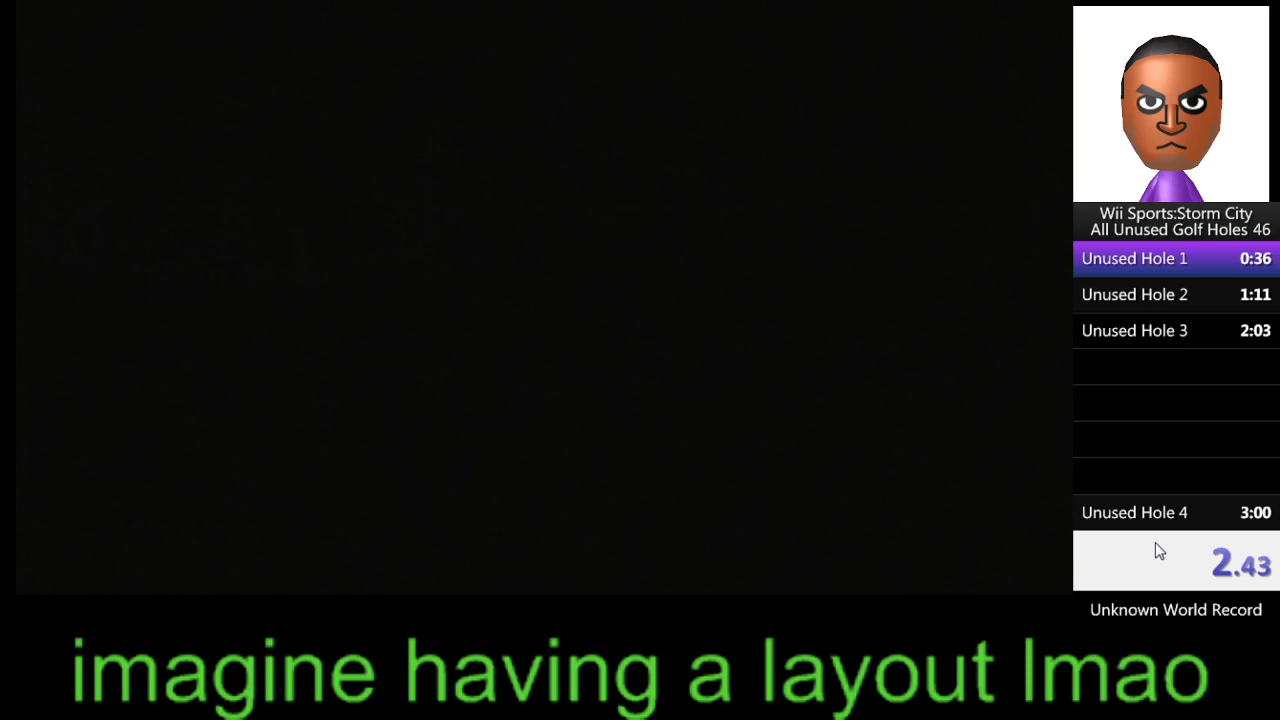 Wii Sports:Storm City
All Unused Golf Holes 46
Unused Hole 1 0:36
Unused Hole 2 1:11
Unused Hole 3 2:03
Unused Hole 4 3:00
2.43
Unknown World Record
imagine having a layout lmao